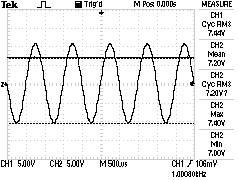 Tek Trig'd M Pos: 0.000s MEASURE
CH1
Cyc RMS
7.44V
CH2
Mean
7.20V
CH2
Cyc RMS
7.20V?
CH2
Max
7.40V
CH2
Min
7.00V
2
CH1 5.00V CH2 5.00V M 500us CH1 106mV
1.00080kHz